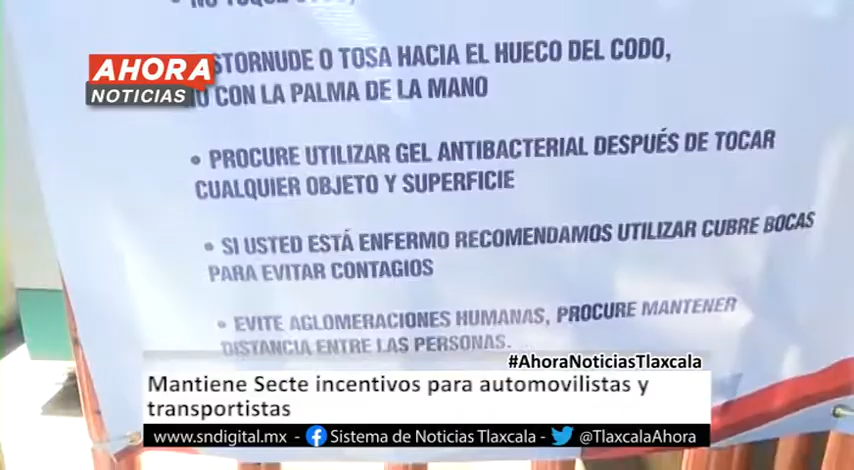 STORNUDE O TOSA HACIA EL HUECO DEL CODO,
CON LA PALMA DE LA MANO
• PROCURE UTILIZAR GEL ANTIBACTERIAL DESPUÉS DE TOCAR
CUALQUIER OBJETO Y SUPERFICIE
• SI USTED ESTÁ ENFERMO RECOMENDAMOS UTILIZAR CUBRE BOCAS
PARA EVITAR CONTAGIOS
• EVITE AGLOMERACIONES HUMANAS, PROCURE MANTENER
DISTANCIA ENTRE LAS PERSONAS.
AHORA
NOTICIAS
#AhoraNoticiasTlaxcala
Mantiene Secte incentivos para automovilistas y
transportistas
www.sndigital.mx - Sistema de Noticias Tlaxcala - @TlaxcalaAhora